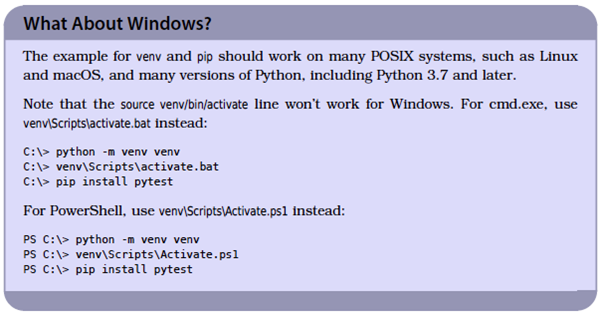 What About Windows?
The example for venv and pip should work on many POSIX systems, such as Linux
and macOS, and many versions of Python, including Python 3.7 and later.
Note that the source venv/bin/activate line won't work for Windows. For cmd.exe, use
venv\Scripts\activate.bat instead:
C:\> python -m venv venv
C:\> venv\Scripts\activate.bat
C:\> pip install pytest
For PowerShell, use venv\Scripts\Activate.ps1 instead:
PS C:\> python -m venv venv
PS C:\> venv\Scripts\Activate.ps1
PS C:\> pip install pytest